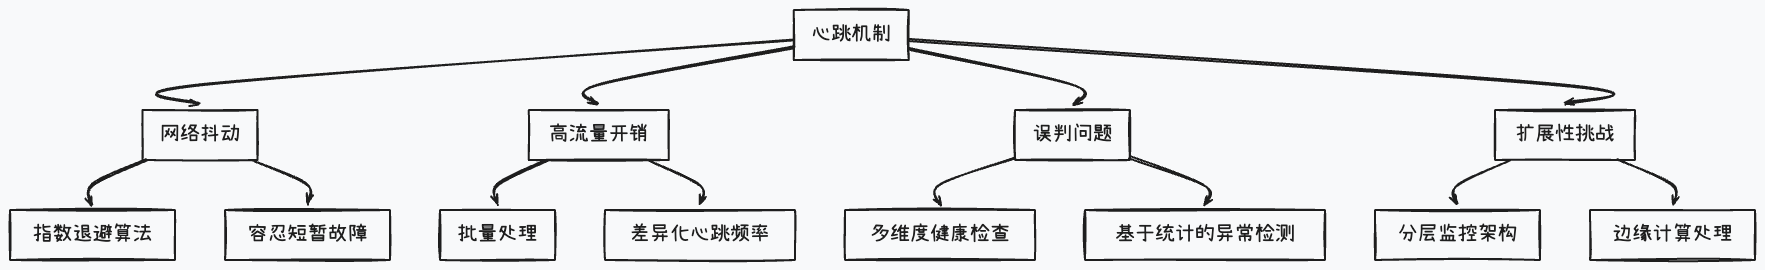 心跳机制
网络抖动
高流量开销
误判问题
扩展性挑战
指数退避算法
容忍短暂故障
批量处理
差异化心跳频率
多维度健康检查
基于统计的异常检测
分层监控架构
边缘计算处理